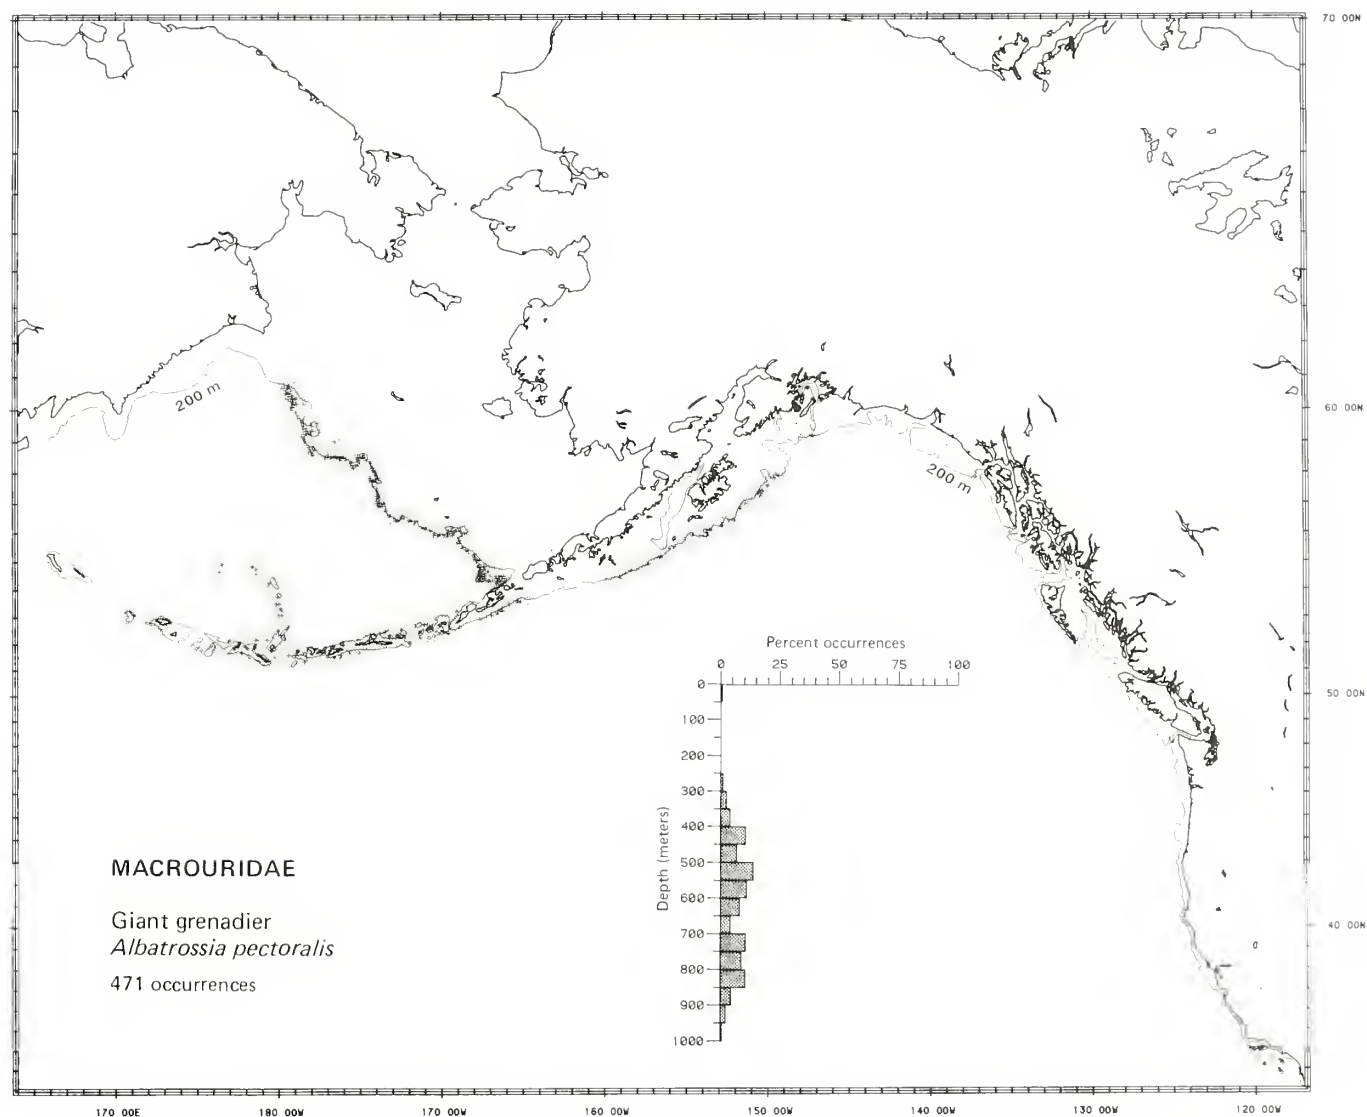 70 00N
200 m
60 00N
200 m
Percent occurrences
0 25 50 75 100
50 00N
0
100
200
300
400
500
600
700
800
900
1000
Depth (meters)
MACROURIDAE
Giant grenadier
Albatrossia pectoralis
471 occurrences
40 00N
170 00E 180 00W 170 00W 160 00W 150 00W 140 00W 130 00W 120 00W